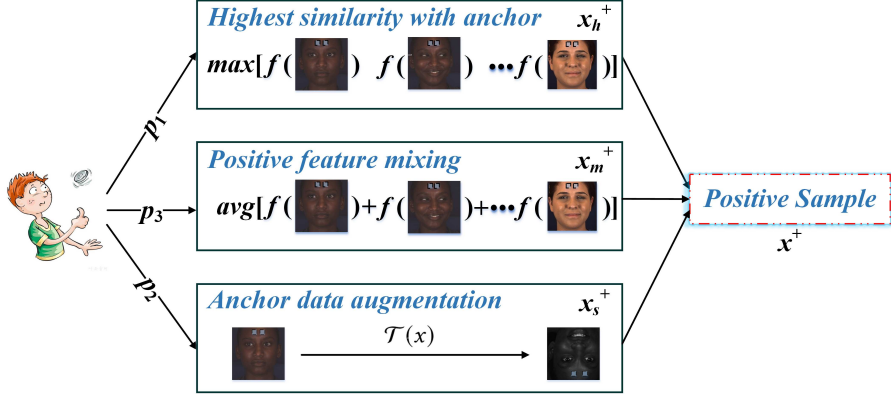 Highest similarity with anchor x_h^+
max[f( ) f( ) •••f( )]
p_1
Positive feature mixing x_m^+
p_3 avg[f( )+f( )+•••f( )]
Positive Sample
x^+
p_2
Anchor data augmentation x_s^+
𝒯(x)